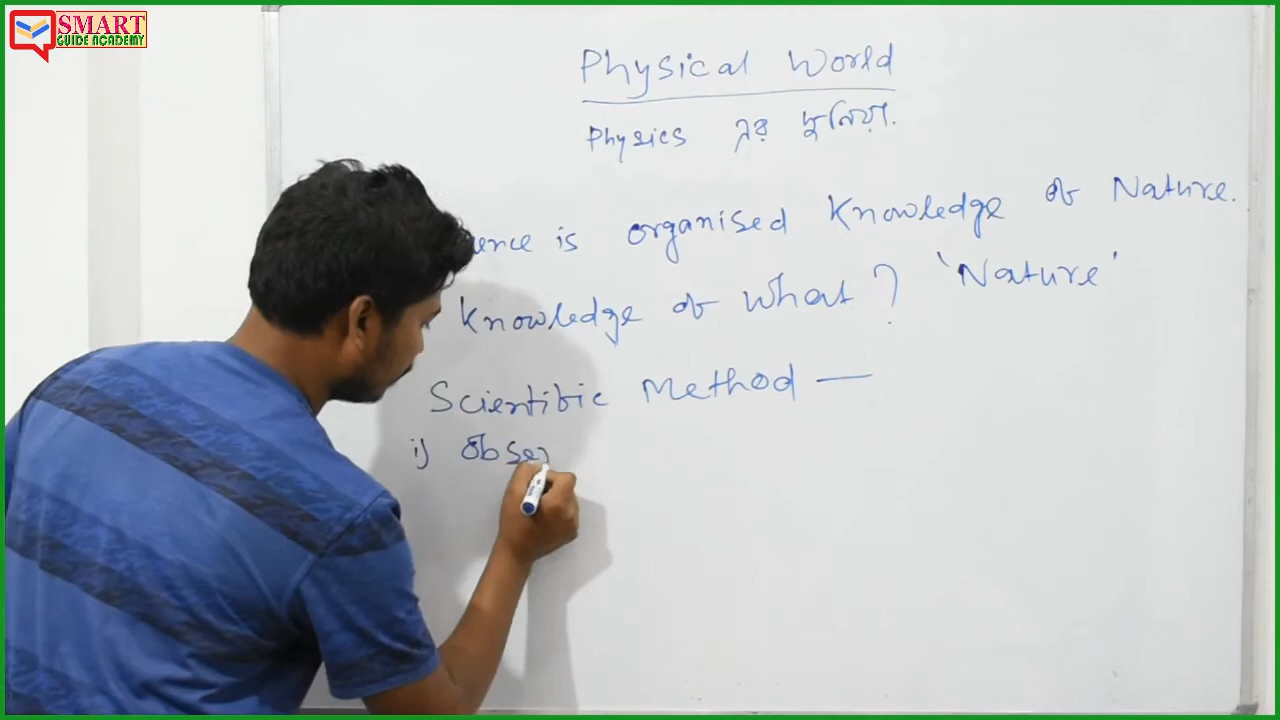 SMART
GUIDE ACADEMY
Physical World
Physics এর দুনিয়া.
ence is organised Knowledge of Nature.
Knowledge of What? 'Nature'
Scientific Method —
i) Obser